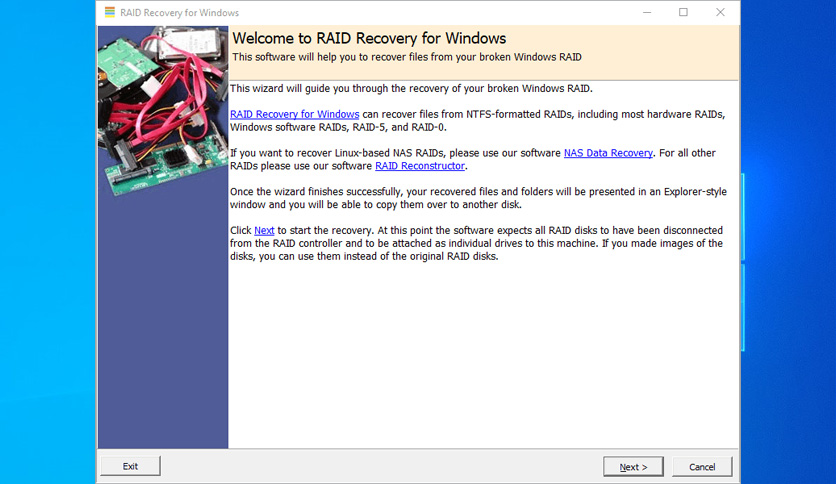 RAID Recovery for Windows
Welcome to RAID Recovery for Windows
This software will help you to recover files from your broken Windows RAID
This wizard will guide you through the recovery of your broken Windows RAID.
RAID Recovery for Windows can recover files from NTFS-formatted RAIDs, including most hardware RAIDs,
Windows software RAIDs, RAID-5, and RAID-0.
If you want to recover Linux-based NAS RAIDs, please use our software NAS Data Recovery. For all other
RAIDs please use our software RAID Reconstructor.
Once the wizard finishes successfully, your recovered files and folders will be presented in an Explorer-style
window and you will be able to copy them over to another disk.
Click Next to start the recovery. At this point the software expects all RAID disks to have been disconnected
from the RAID controller and to be attached as individual drives to this machine. If you made images of the
disks, you can use them instead of the original RAID disks.
Exit
Next >
Cancel